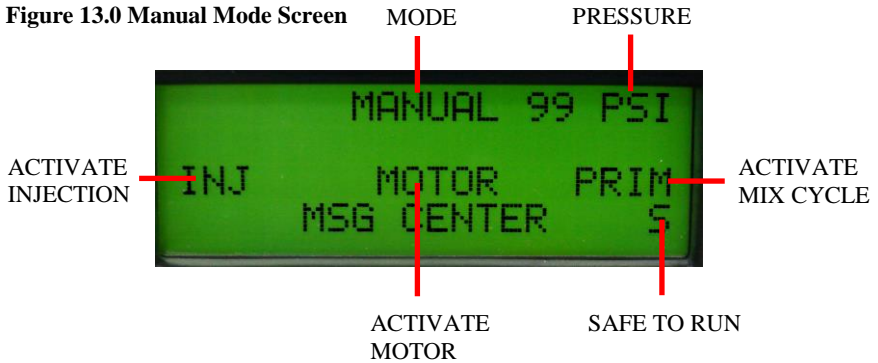 Figure 13.0 Manual Mode Screen
MODE
PRESSURE
MANUAL 99 PSI
ACTIVATE
INJECTION
INJ MOTOR PRIM
ACTIVATE
MIX CYCLE
MSG CENTER S
ACTIVATE
MOTOR
SAFE TO RUN